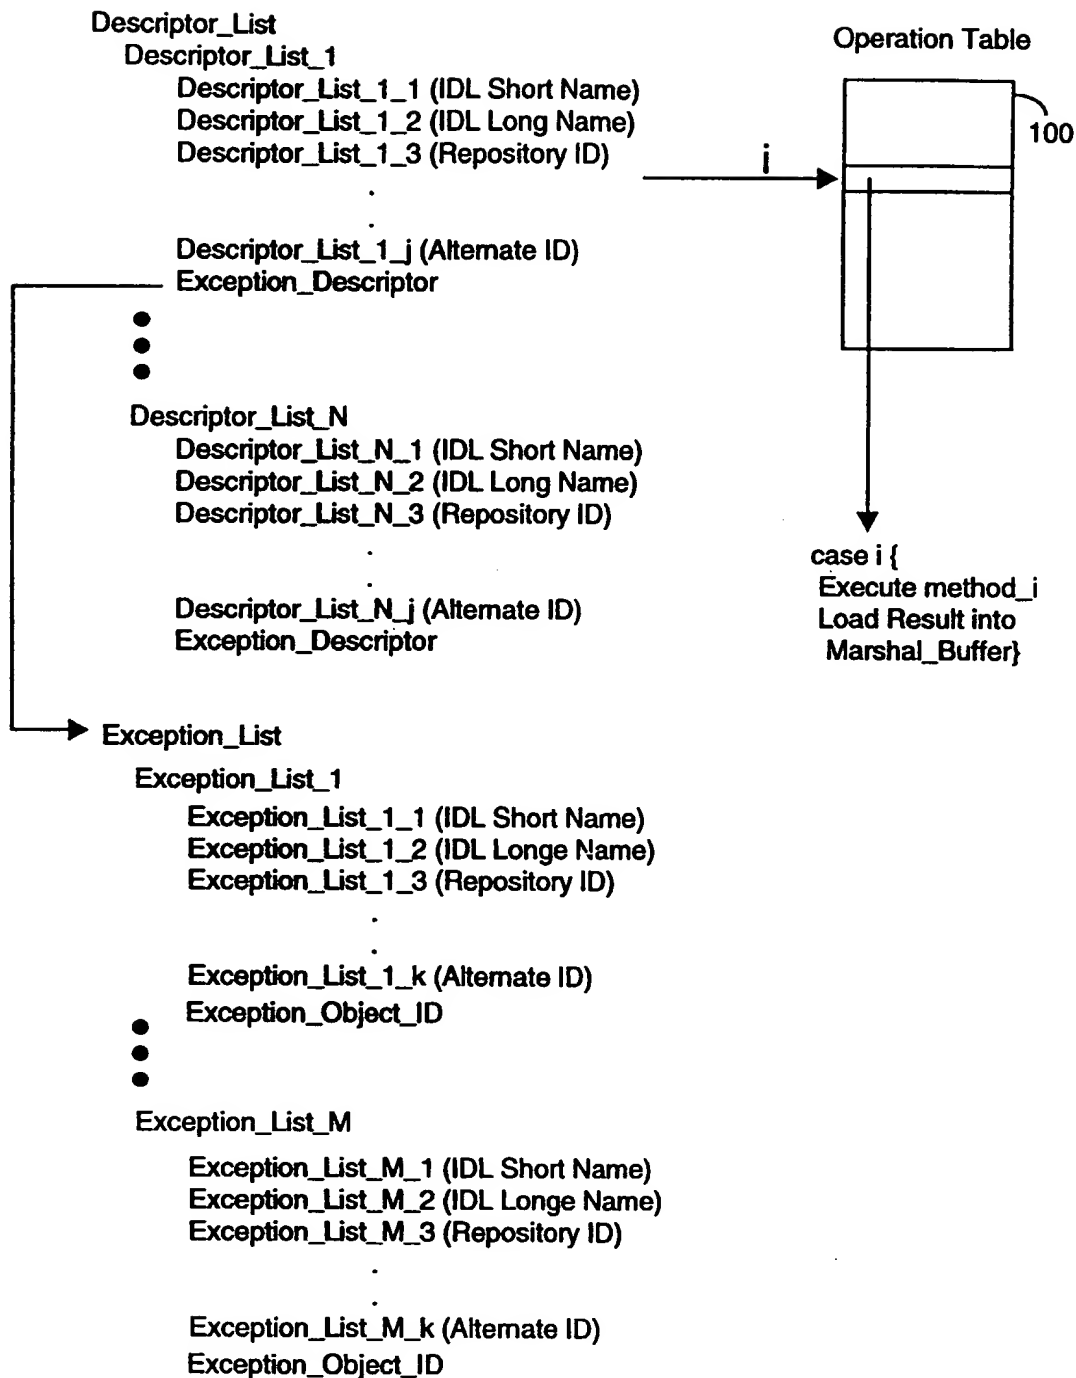 Descriptor_List
Descriptor_List_1
Descriptor_List_1_1 (IDL Short Name)
Descriptor_List_1_2 (IDL Long Name)
Descriptor_List_1_3 (Repository ID)
.
.
Descriptor_List_1_j (Alternate ID)
Exception_Descriptor
Descriptor_List_N
Descriptor_List_N_1 (IDL Short Name)
Descriptor_List_N_2 (IDL Long Name)
Descriptor_List_N_3 (Repository ID)
.
.
Descriptor_List_N_j (Alternate ID)
Exception_Descriptor
Operation Table
100
i
case i {
Execute method_i
Load Result into
Marshal_Buffer}
Exception_List
Exception_List_1
Exception_List_1_1 (IDL Short Name)
Exception_List_1_2 (IDL Longe Name)
Exception_List_1_3 (Repository ID)
.
.
Exception_List_1_k (Alternate ID)
Exception_Object_ID
Exception_List_M
Exception_List_M_1 (IDL Short Name)
Exception_List_M_2 (IDL Longe Name)
Exception_List_M_3 (Repository ID)
.
.
Exception_List_M_k (Alternate ID)
Exception_Object_ID